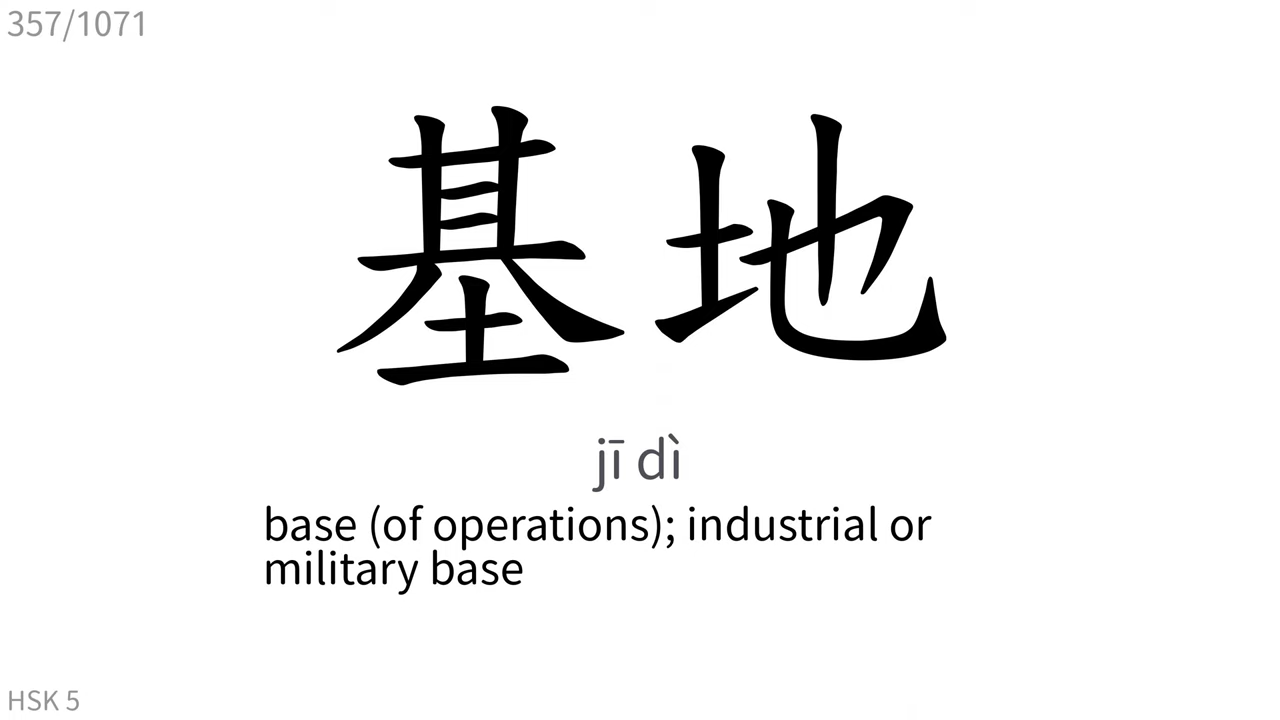 357/1071
基地
jī dì
base (of operations); industrial or
military base
HSK 5